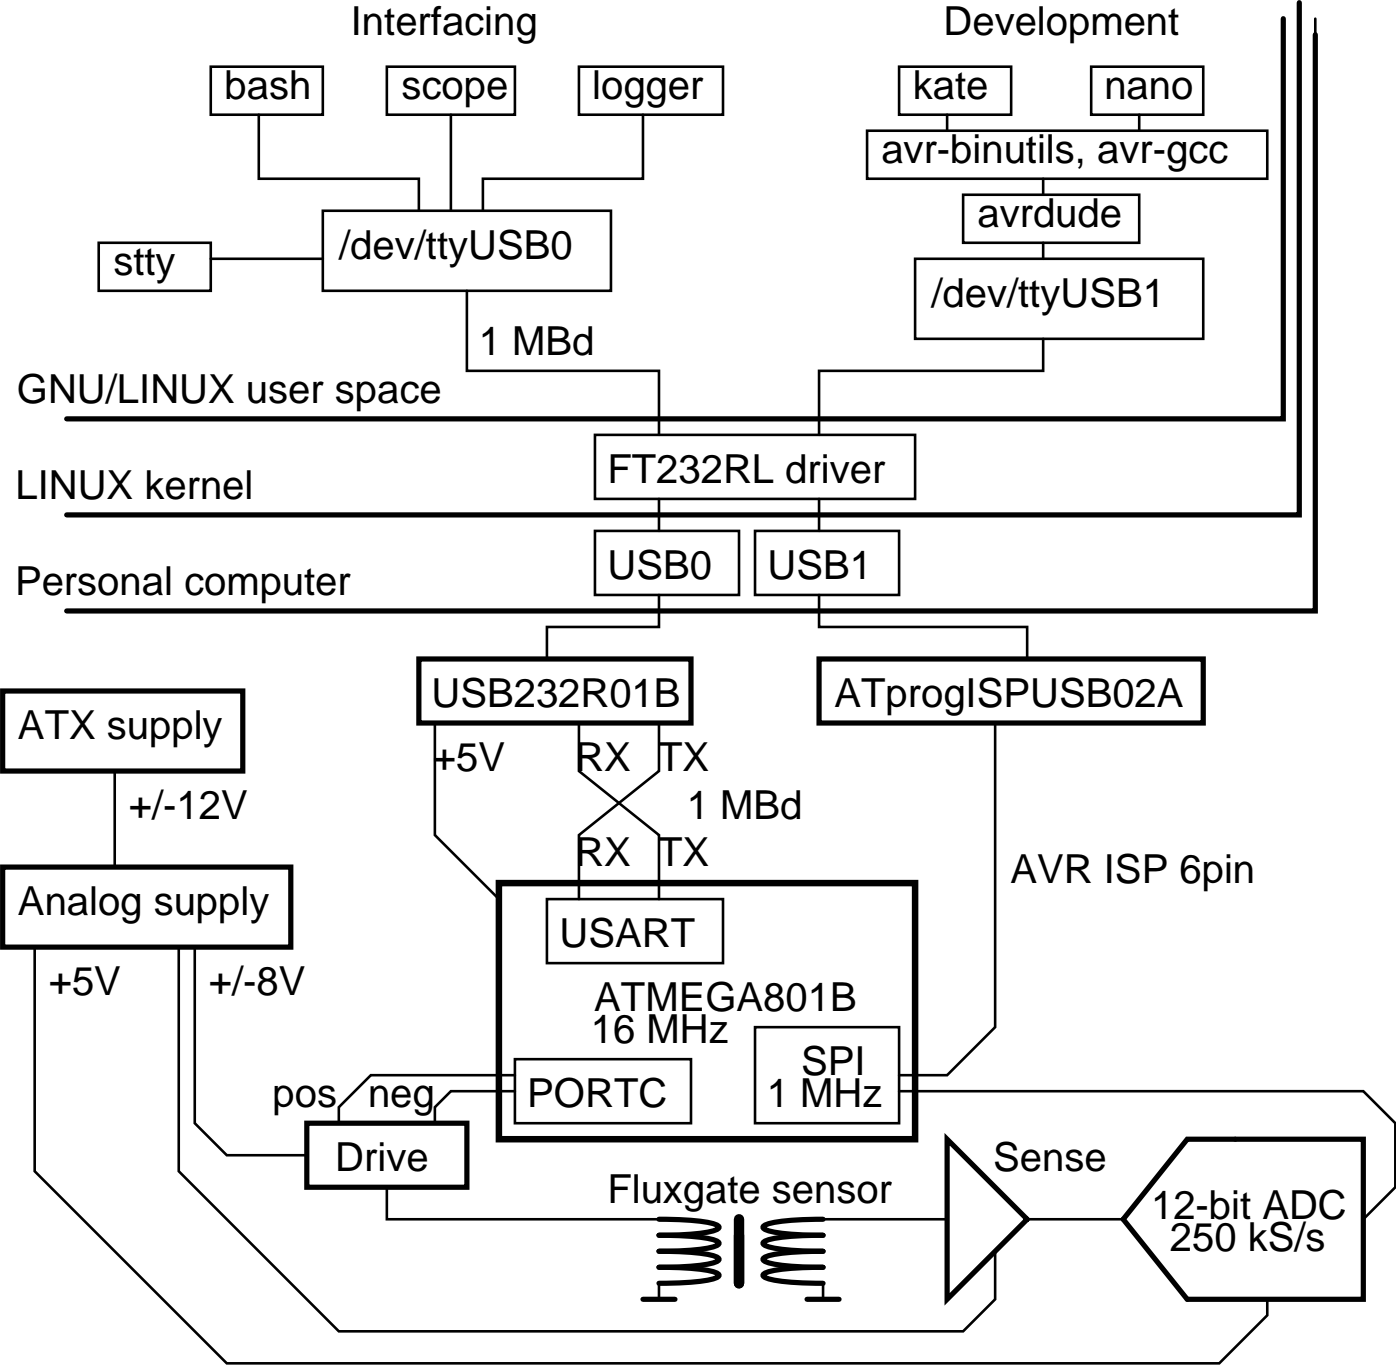 Interfacing
Development
bash
scope
logger
kate
nano
avr-binutils, avr-gcc
avrdude
/dev/ttyUSB0
stty
/dev/ttyUSB1
1 MBd
GNU/LINUX user space
FT232RL driver
LINUX kernel
USB0
USB1
Personal computer
USB232R01B
ATprogISPUSB02A
ATX supply
+5V
RX
TX
+/-12V
1 MBd
RX
TX
AVR ISP 6pin
Analog supply
USART
+5V
+/-8V
ATMEGA801B
16 MHz
SPI
1 MHz
pos
neg
PORTC
Drive
Sense
Fluxgate sensor
12-bit ADC
250 kS/s